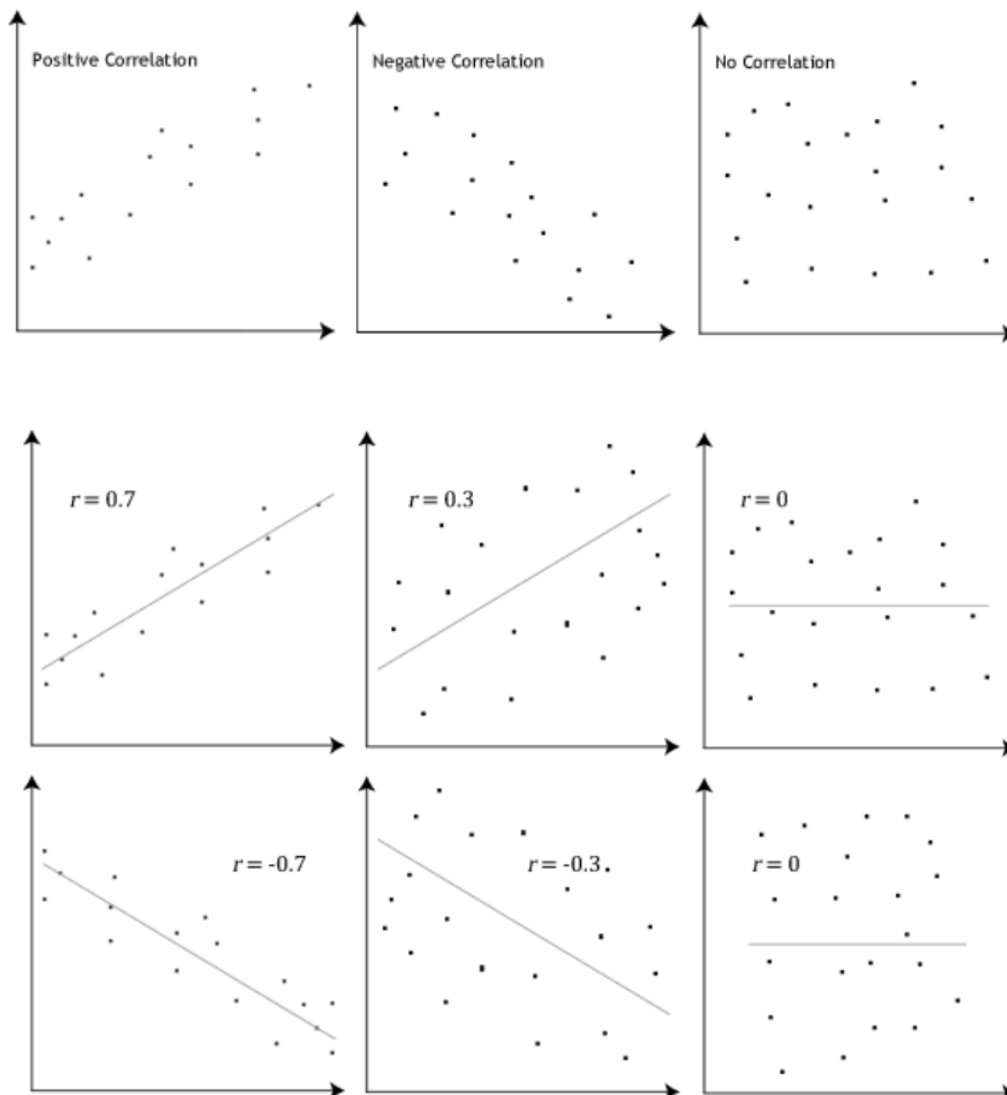 Positive Correlation
Negative Correlation
No Correlation
r = 0.7
r = 0.3
r = 0
r = -0.7
r = -0.3
r = 0